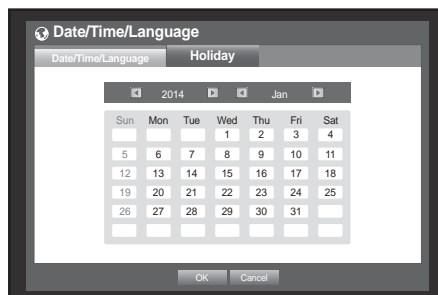 Date/Time/Language
Date/Time/Language Holiday
2014 Jan
Sun Mon Tue Wed Thu Fri Sat
1 2 3 4
5 6 7 8 9 10 11
12 13 14 15 16 17 18
19 20 21 22 23 24 25
26 27 28 29 30 31
OK Cancel